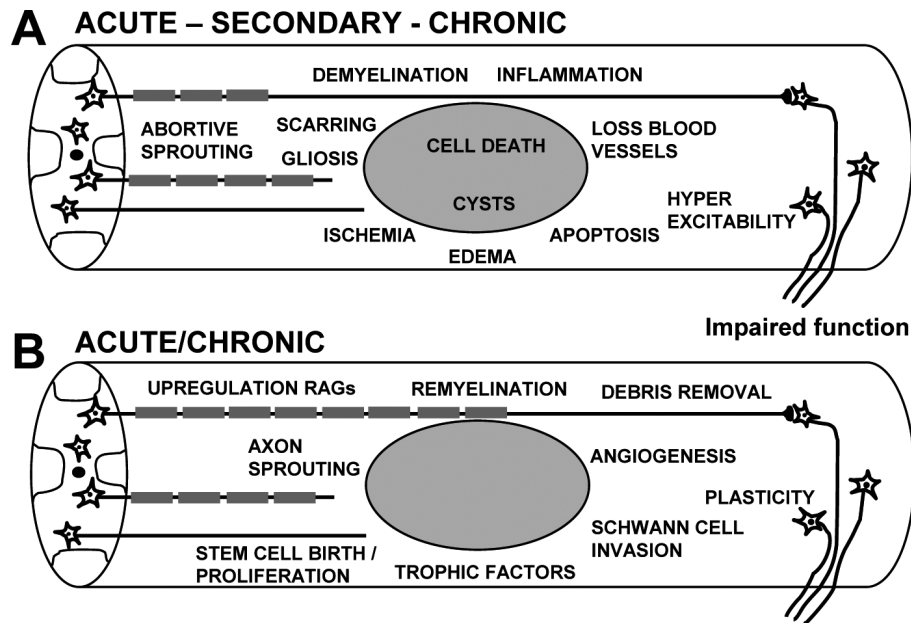 A ACUTE – SECONDARY - CHRONIC
DEMYELINATION INFLAMMATION
ABORTIVE
SPROUTING
SCARRING
GLIOSIS
CELL DEATH
CYSTS
LOSS BLOOD
VESSELS
HYPER
EXCITABILITY
ISCHEMIA
EDEMA
APOPTOSIS
Impaired function
B ACUTE/CHRONIC
UPREGULATION RAGs
REMYELINATION
DEBRIS REMOVAL
AXON
SPROUTING
ANGIOGENESIS
PLASTICITY
SCHWANN CELL
INVASION
STEM CELL BIRTH /
PROLIFERATION
TROPHIC FACTORS